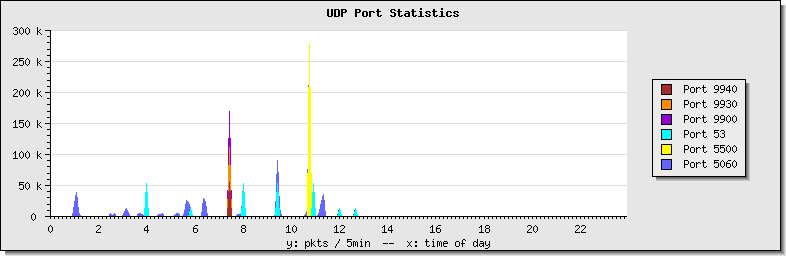 UDP Port Statistics
300 k
250 k
200 k
150 k
100 k
50 k
0
0 2 4 6 8 10 12 14 16 18 20 22
y: pkts / 5min -- x: time of day
Port 9940
Port 9930
Port 9900
Port 53
Port 5500
Port 5060